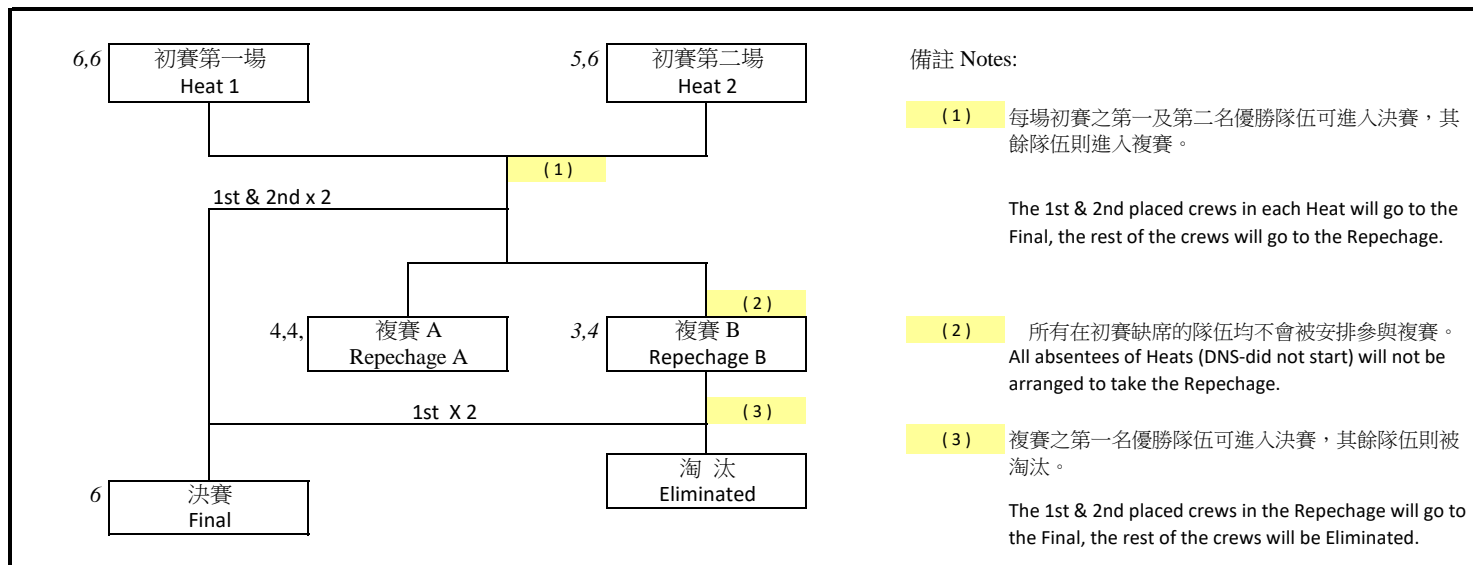 6,6
初賽第一場
Heat 1
5,6
初賽第二場
Heat 2
(1)
1st & 2nd x 2
(2)
4,4,
複賽 A
Repechage A
3,4
複賽 B
Repechage B
1st X 2
(3)
淘 汰
Eliminated
6
決賽
Final
備註 Notes:
(1) 每場初賽之第一及第二名優勝隊伍可進入決賽，其
餘隊伍則進入複賽。
The 1st & 2nd placed crews in each Heat will go to the
Final, the rest of the crews will go to the Repechage.
(2) 所有在初賽缺席的隊伍均不會被安排參與複賽。
All absentees of Heats (DNS-did not start) will not be
arranged to take the Repechage.
(3) 複賽之第一名優勝隊伍可進入決賽，其餘隊伍則被
淘汰。
The 1st & 2nd placed crews in the Repechage will go to
the Final, the rest of the crews will be Eliminated.